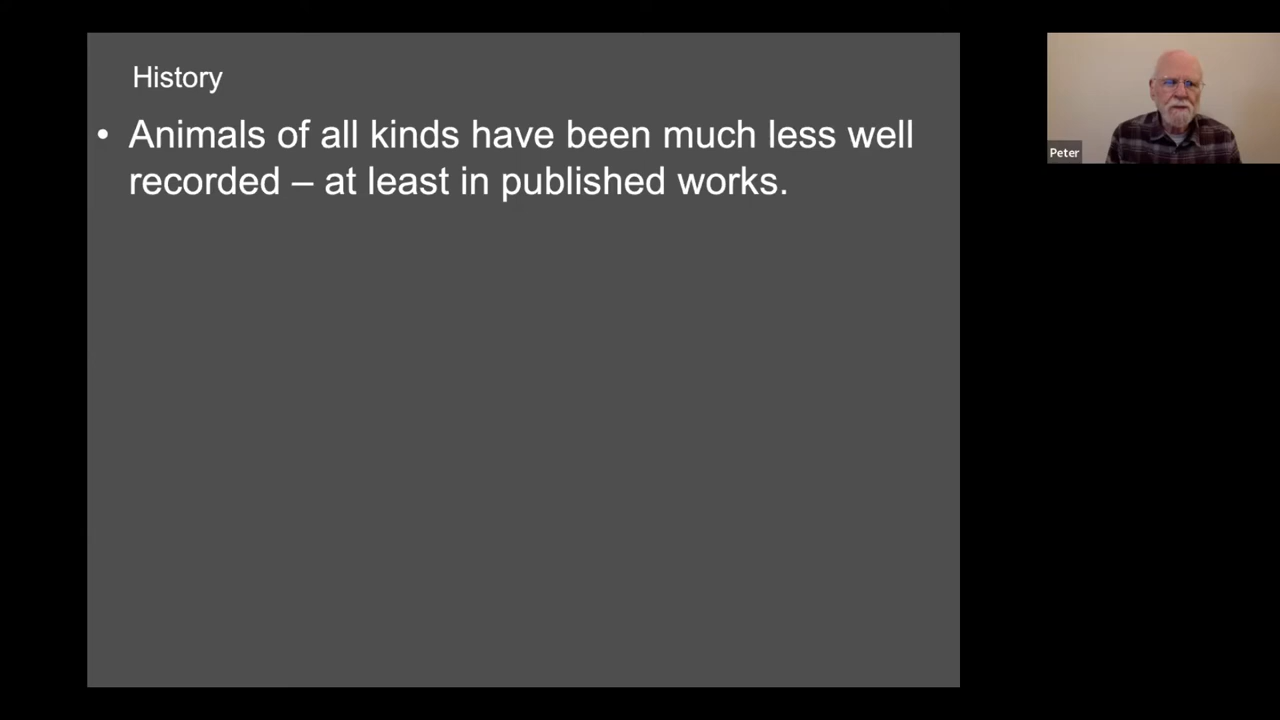 History
• Animals of all kinds have been much less well
recorded – at least in published works.
Peter